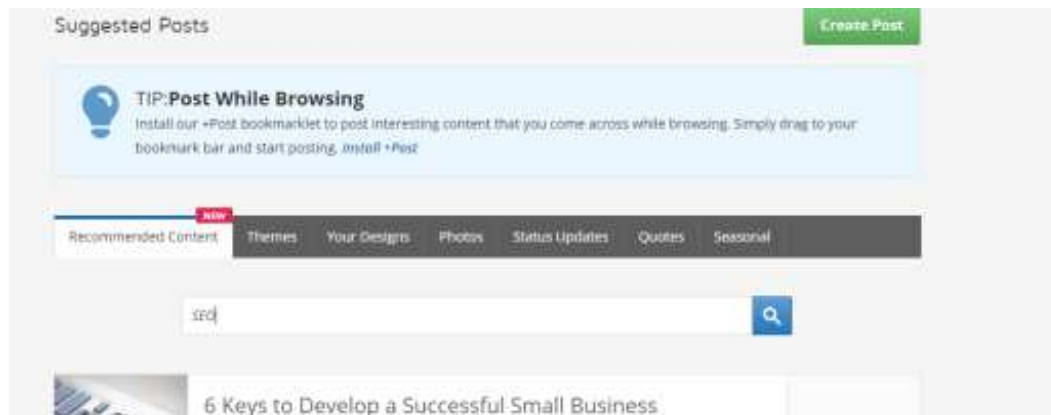 Suggested Posts
Create Post
TIP:Post While Browsing
Install our +Post bookmarklet to post interesting content that you come across while browsing. Simply drag to your
bookmark bar and start posting. Install +Post
NEW
Recommended Content Themes Your Designs Photos Status Updates Quotes Seasonal
SEO
6 Keys to Develop a Successful Small Business